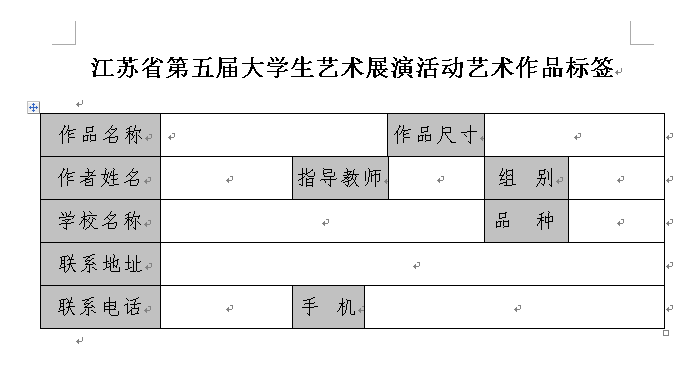 江苏省第五届大学生艺术展演活动艺术作品标签
作品名称 作品尺寸
作者姓名 指导教师 组 别
学校名称 品 种
联系地址
联系电话 手 机